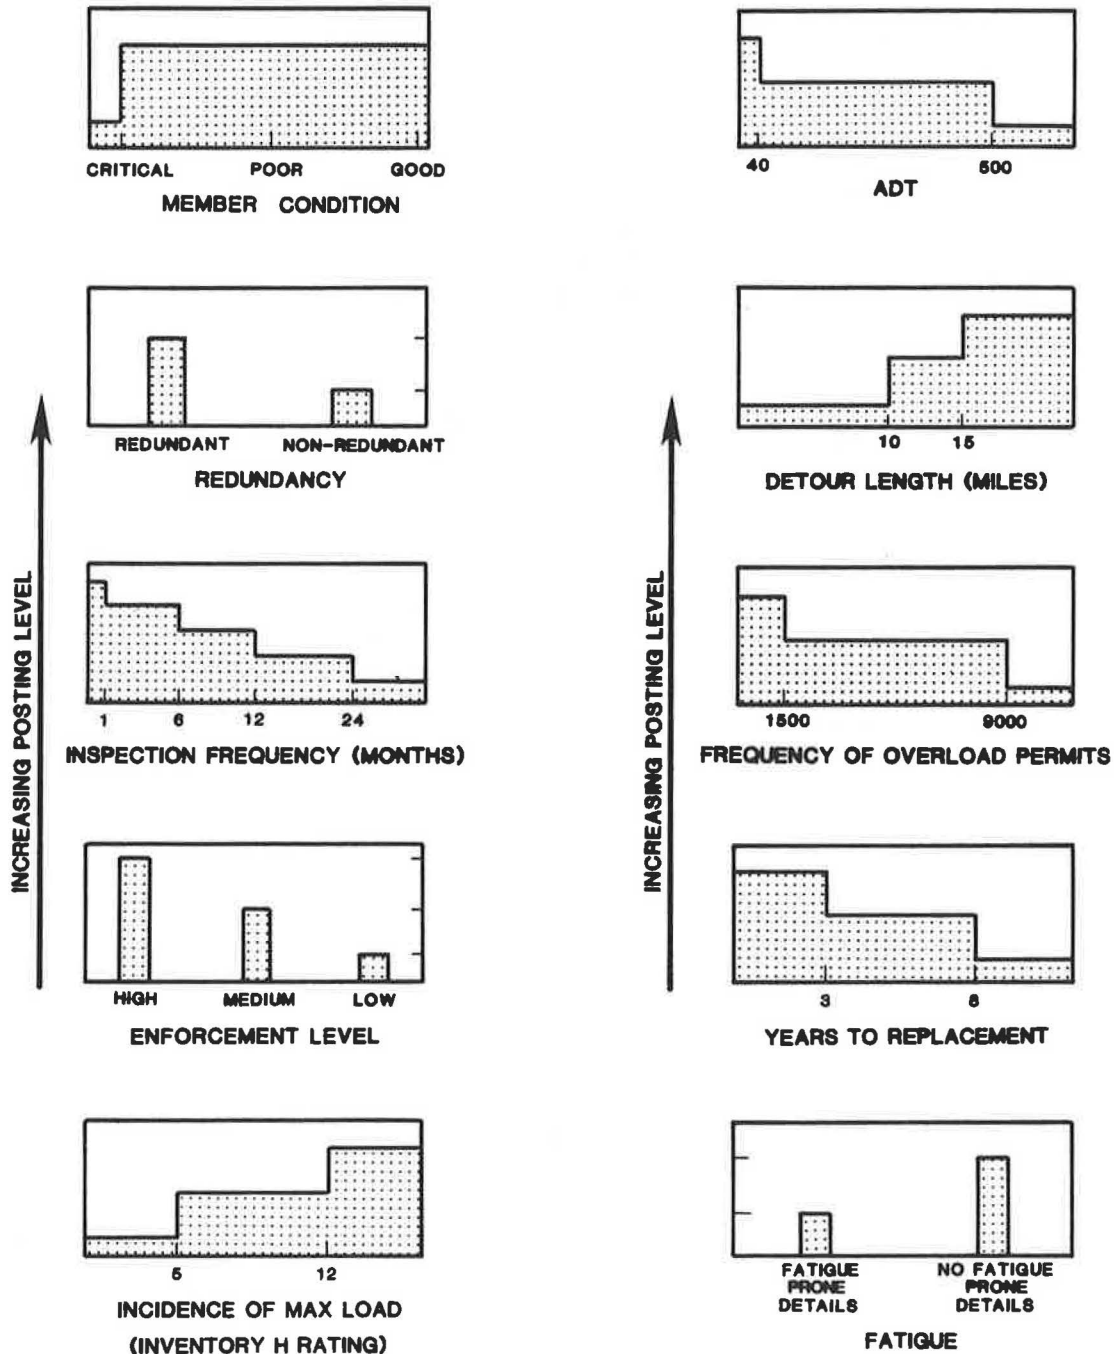 CRITICAL POOR GOOD
MEMBER CONDITION
REDUNDANT NON-REDUNDANT
REDUNDANCY
1 6 12 24
INSPECTION FREQUENCY (MONTHS)
HIGH MEDIUM LOW
ENFORCEMENT LEVEL
5 12
INCIDENCE OF MAX LOAD
(INVENTORY H RATING)
INCREASING POSTING LEVEL
40 500
ADT
10 15
DETOUR LENGTH (MILES)
1500 9000
FREQUENCY OF OVERLOAD PERMITS
3 8
YEARS TO REPLACEMENT
FATIGUE NO FATIGUE
PRONE PRONE
DETAILS DETAILS
FATIGUE
INCREASING POSTING LEVEL